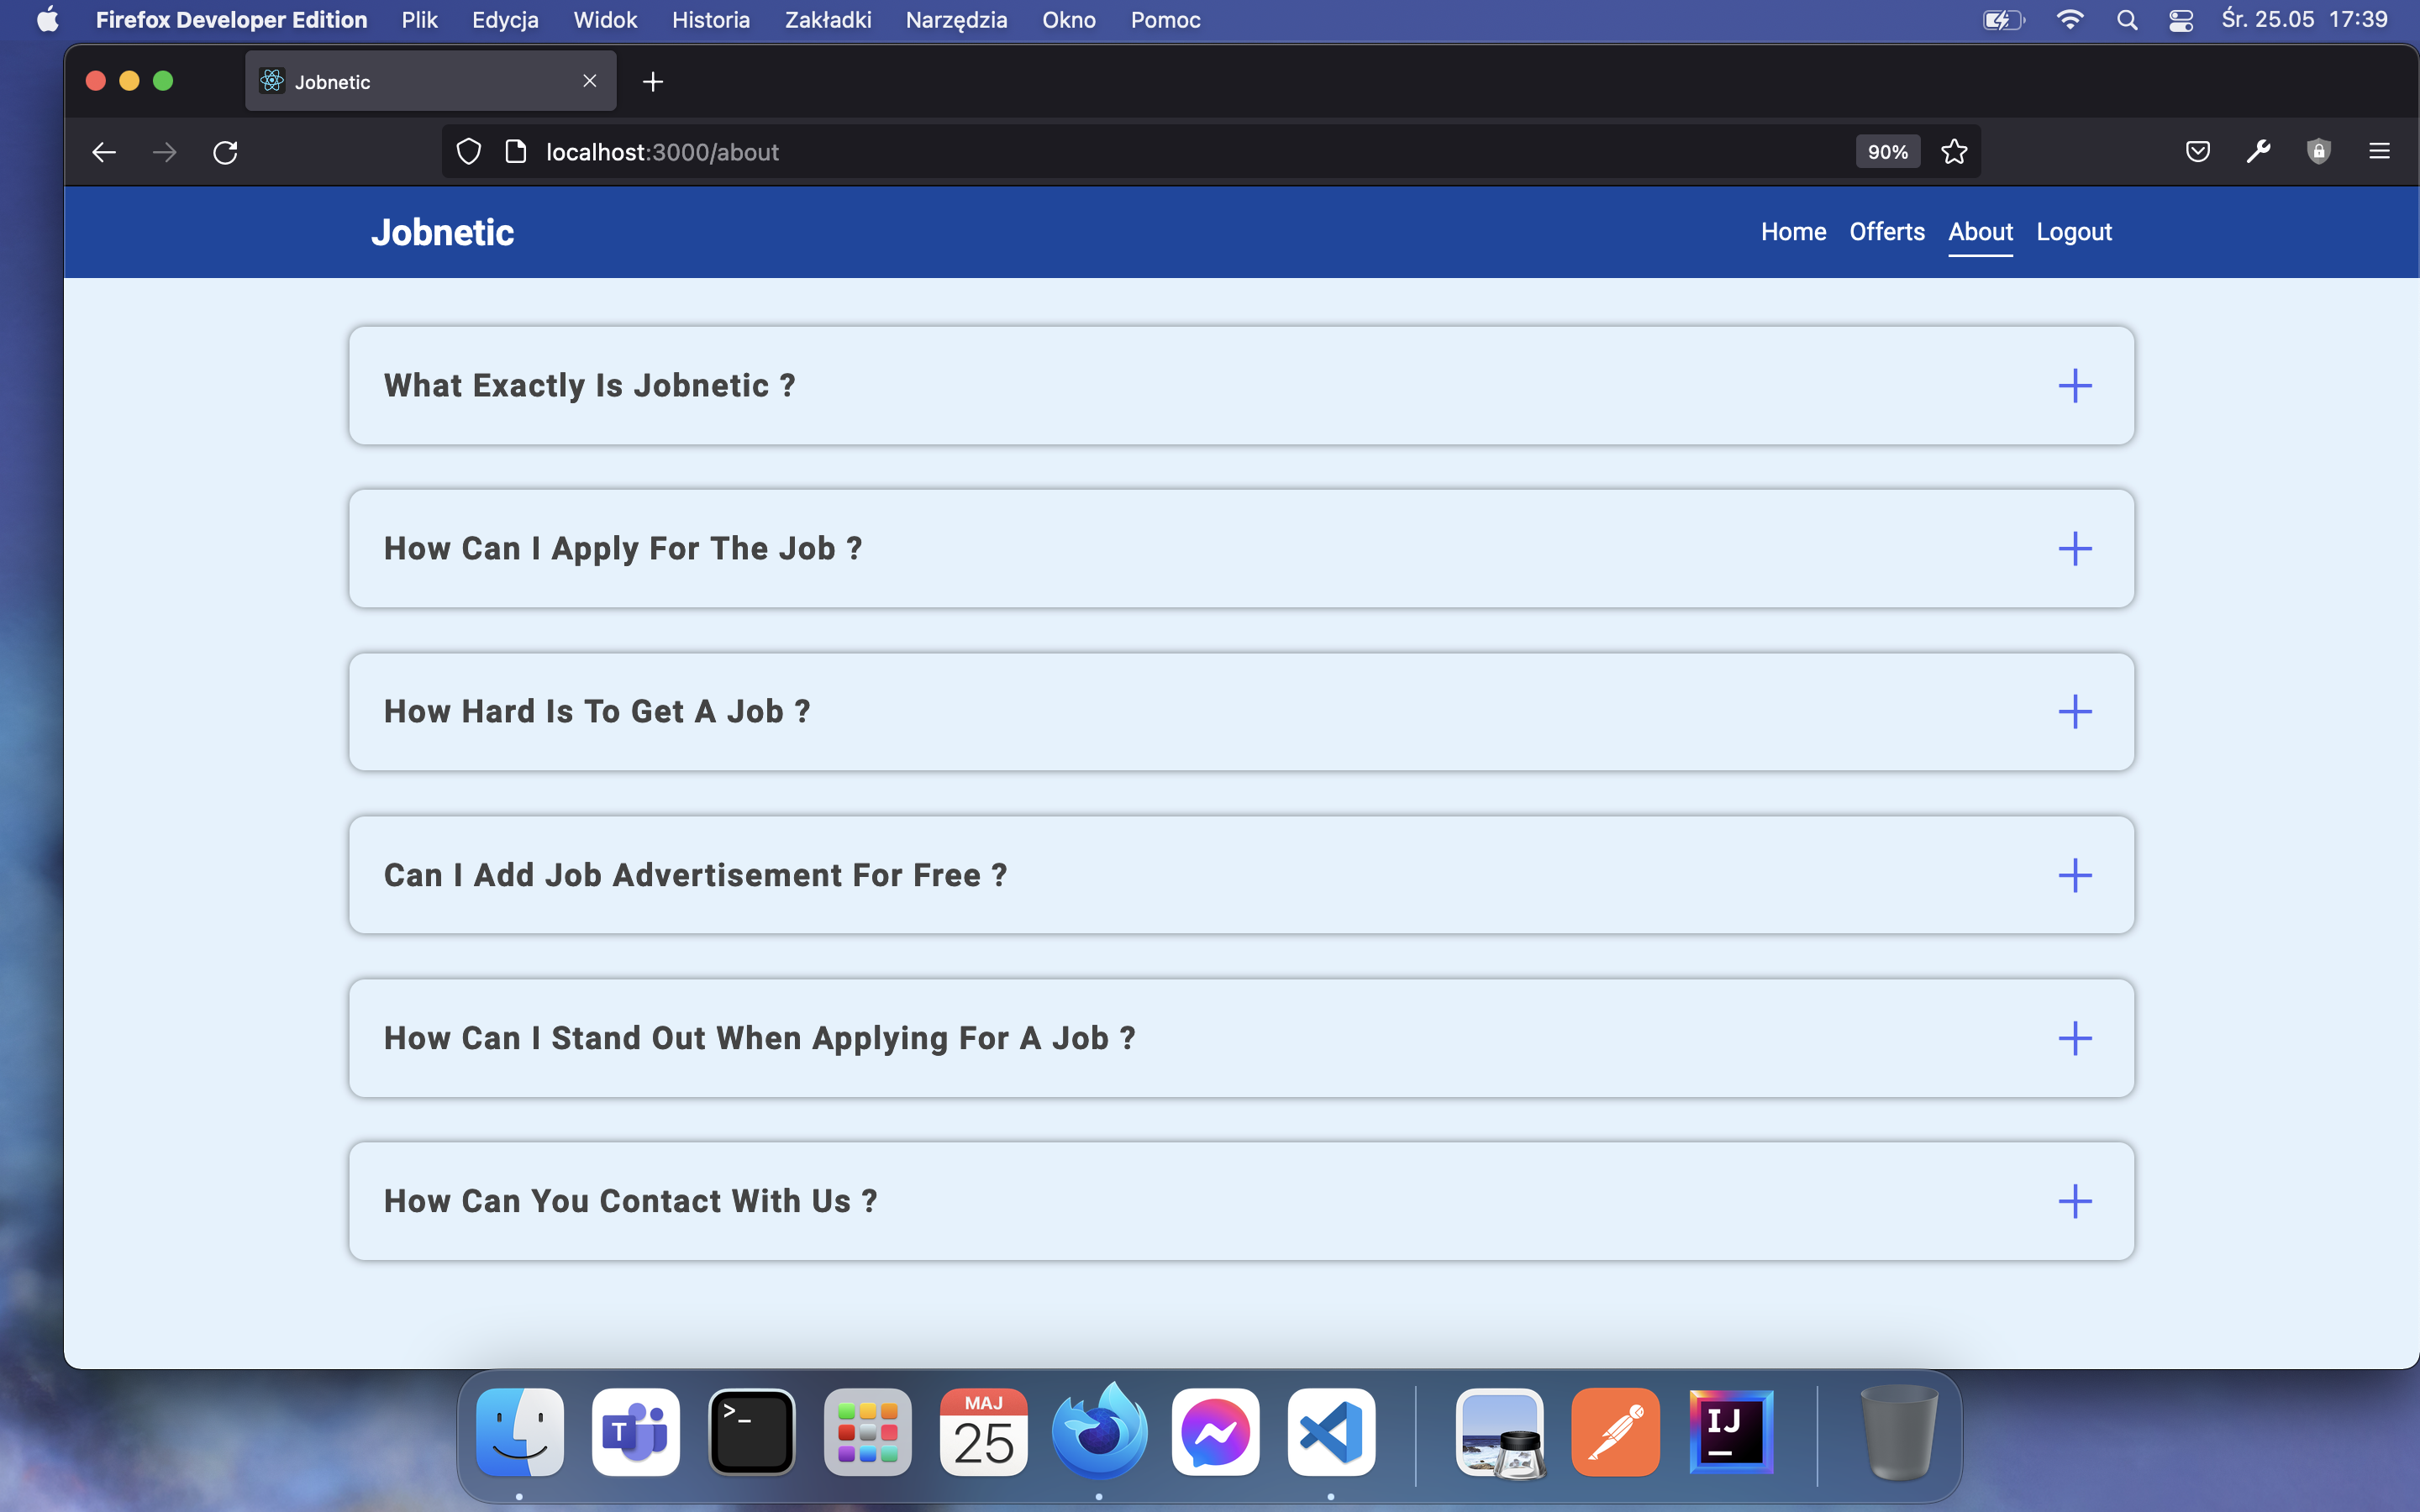 Firefox Developer Edition Plik Edycja Widok Historia Zakładki Narzędzia Okno Pomoc Śr. 25.05 17:39
Jobnetic
localhost:3000/about 90%
Jobnetic Home Offerts About Logout
What Exactly Is Jobnetic ?
How Can I Apply For The Job ?
How Hard Is To Get A Job ?
Can I Add Job Advertisement For Free ?
How Can I Stand Out When Applying For A Job ?
How Can You Contact With Us ?
T
>_
MAJ
25
IJ